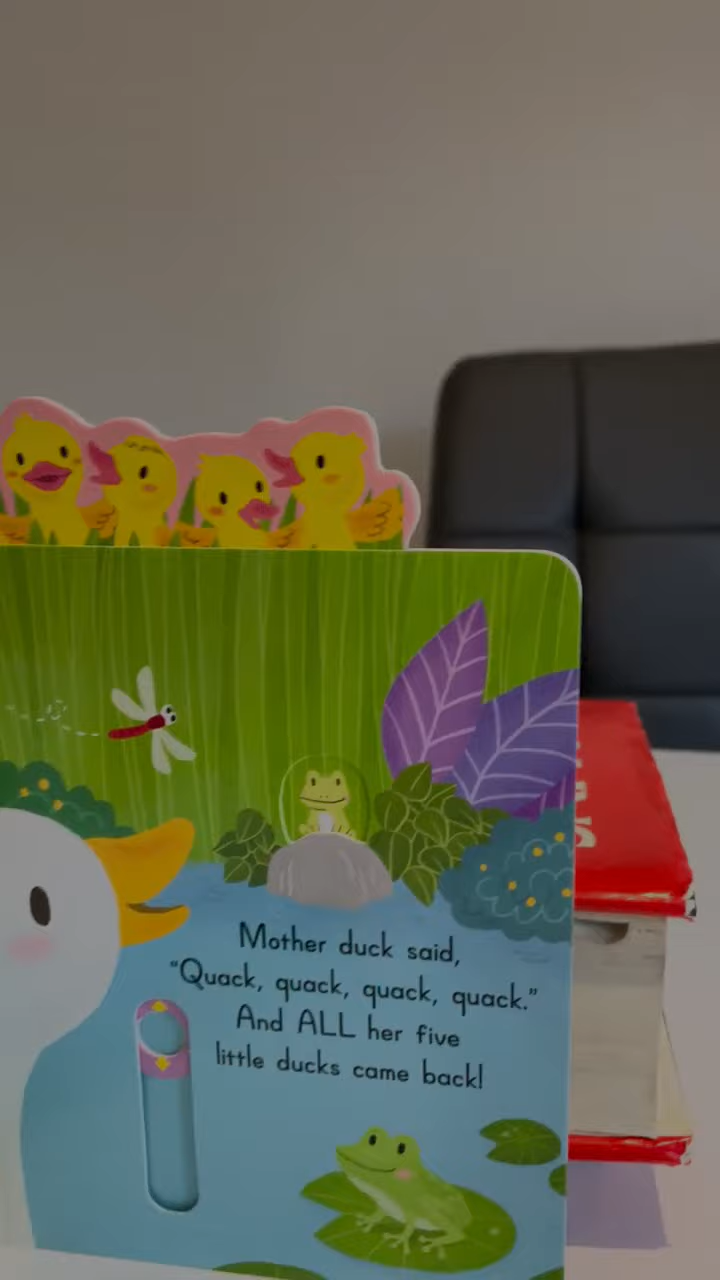 Mother duck said,
“Quack, quack, quack, quack.”
And ALL her five
little ducks came back!